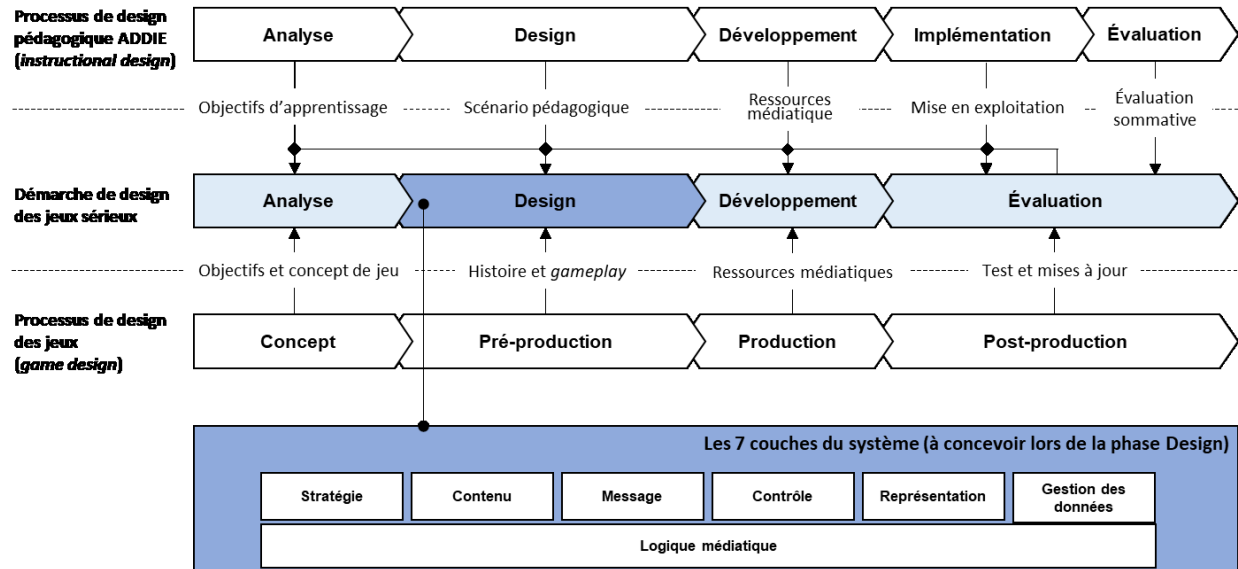 Processus de design
pédagogique ADDIE
(instructional design)
Analyse
Design
Développement
Implémentation
Évaluation
Objectifs d'apprentissage
Scénario pédagogique
Ressources
médiatique
Mise en exploitation
Évaluation
sommative
Démarche de design
des jeux sérieux
Analyse
Design
Développement
Évaluation
Objectifs et concept de jeu
Histoire et gameplay
Ressources médiatiques
Test et mises à jour
Processus de design
des jeux
(game design)
Concept
Pré-production
Production
Post-production
Les 7 couches du système (à concevoir lors de la phase Design)
Stratégie
Contenu
Message
Contrôle
Représentation
Gestion des
données
Logique médiatique